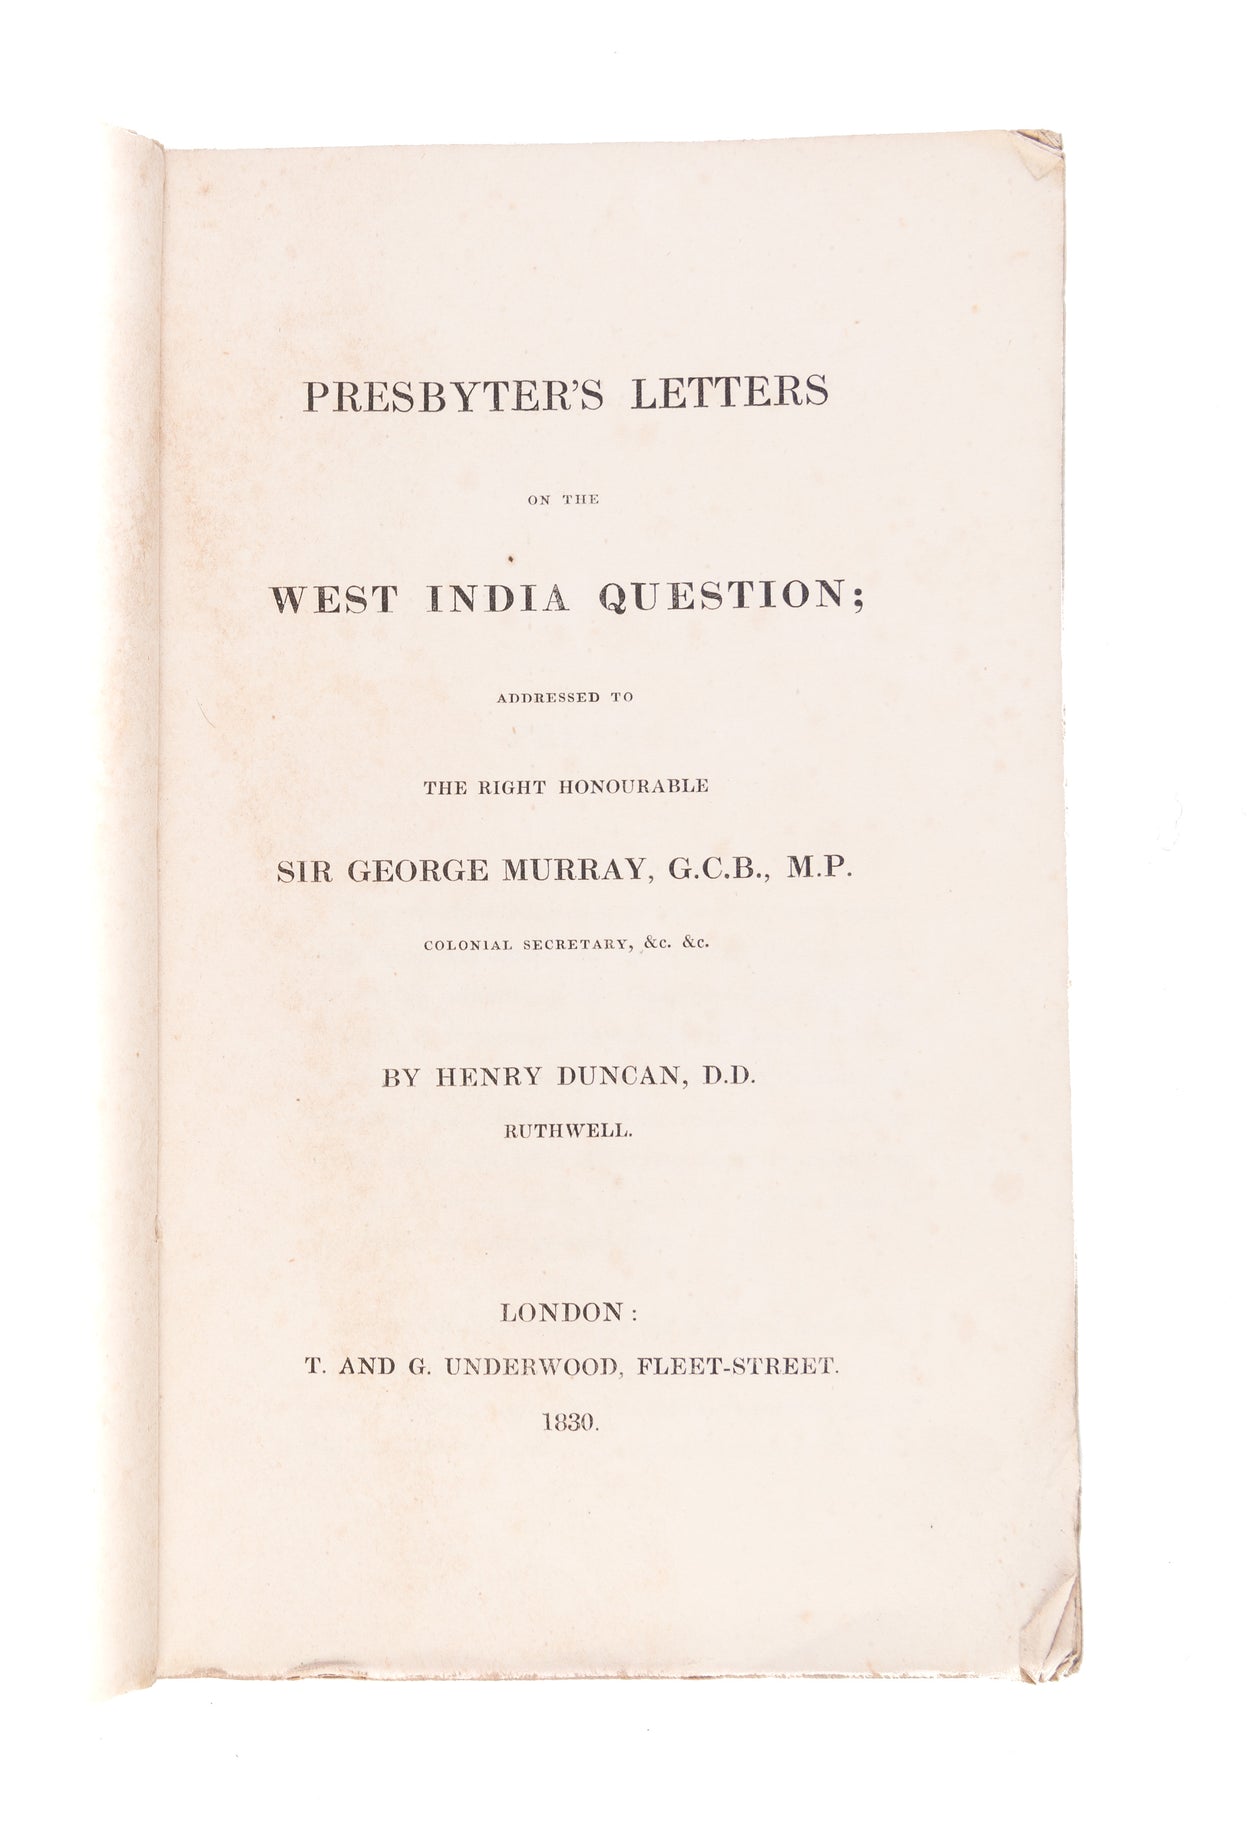 PRESBYTER'S LETTERS
ON THE
WEST INDIA QUESTION;
ADDRESSED TO
THE RIGHT HONOURABLE
SIR GEORGE MURRAY, G.C.B., M.P.
COLONIAL SECRETARY, &c. &c.
BY HENRY DUNCAN, D.D.
RUTHWELL.
LONDON:
T. AND G. UNDERWOOD, FLEET-STREET.
1830.